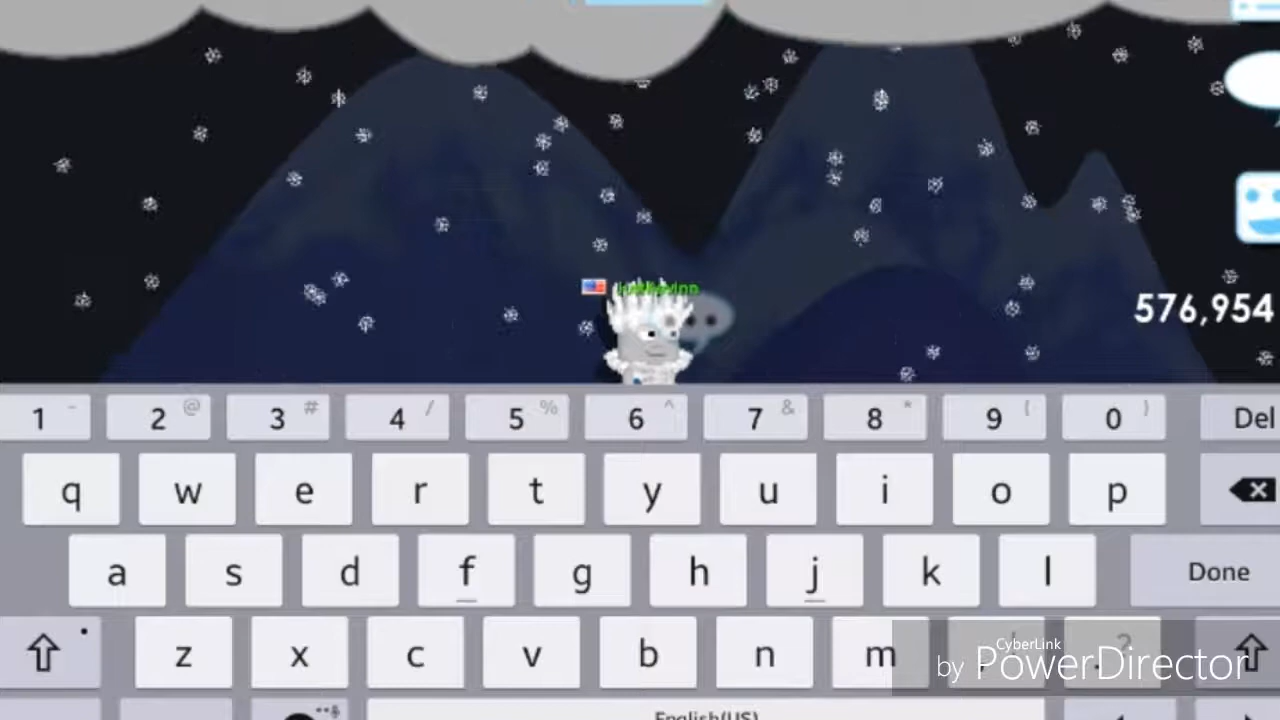 576,954
1 - 2 @ 3 # 4 / 5 % 6 ^ 7 & 8 * 9 ( 0 ) Del
q w e r t y u i o p
a s d f g h j k l Done
z x c v b n m ! . ?
CyberLink
by PowerDirector
English(US)